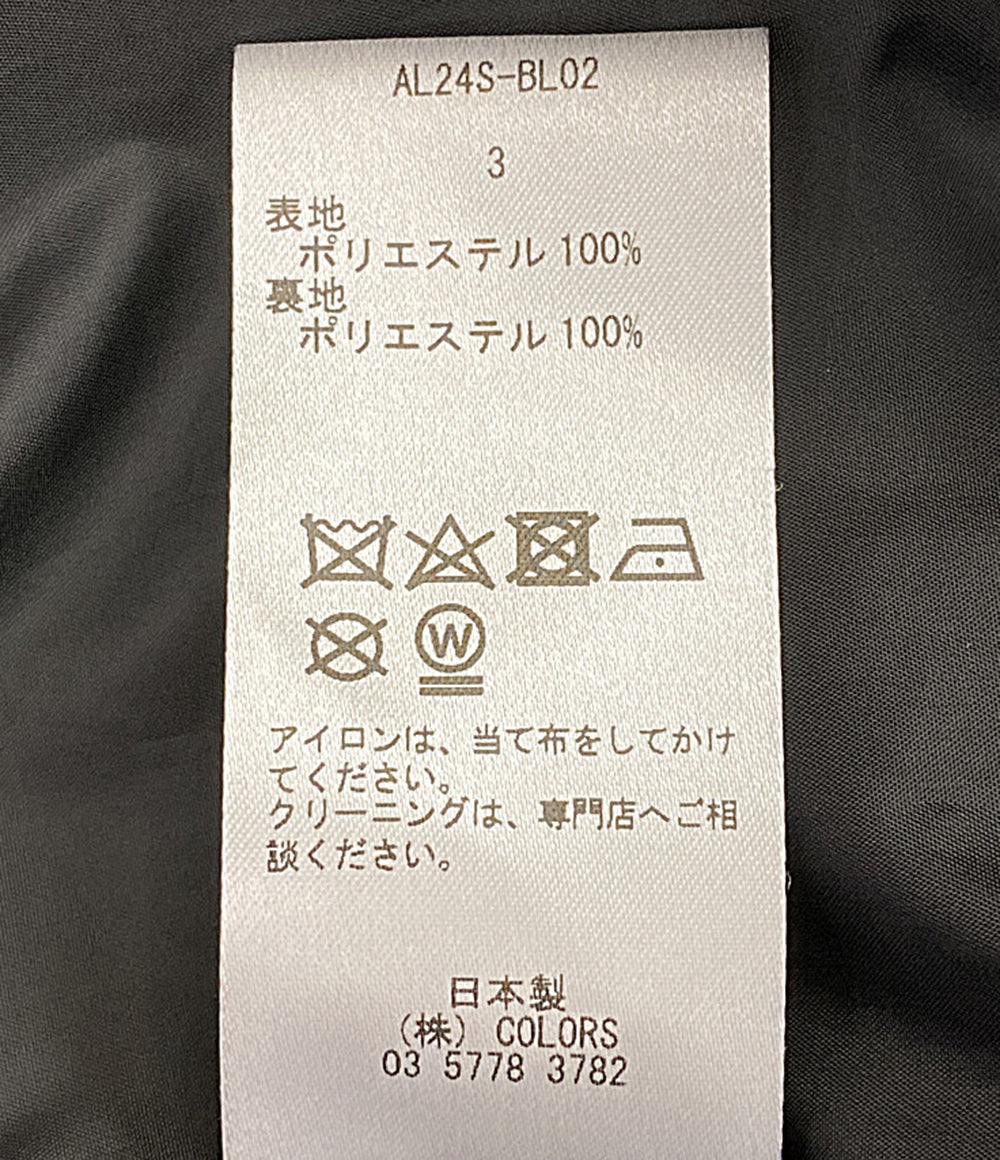 AL24S-BL02
3
表地
ポリエステル 100%
裏地
ポリエステル 100%
W
アイロンは、当て布をしてかけ
てください。
クリーニングは、専門店へご相
談ください。
日本製
(株) COLORS
03 5778 3782